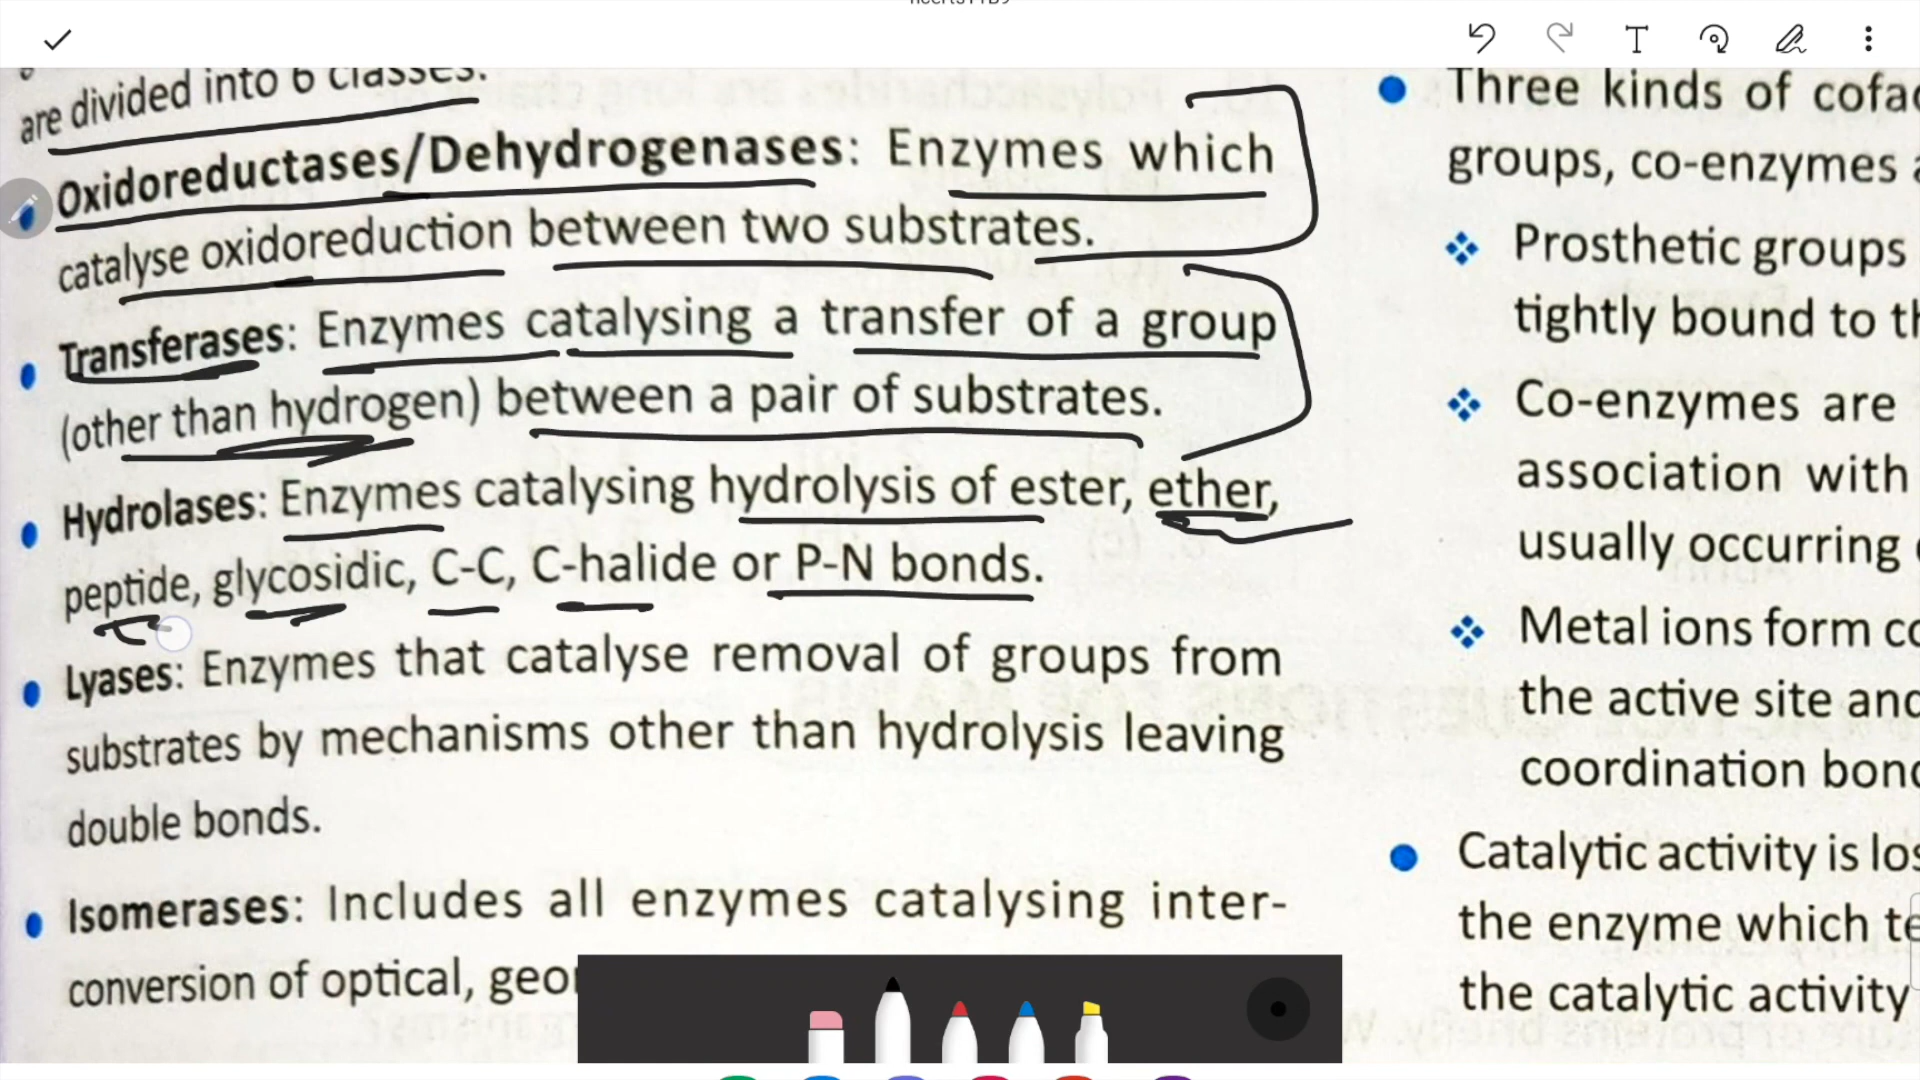 are divided into 6 classes.
Oxidoreductases/Dehydrogenases: Enzymes which
catalyse oxidoreduction between two substrates.
Transferases: Enzymes catalysing a transfer of a group
(other than hydrogen) between a pair of substrates.
Hydrolases: Enzymes catalysing hydrolysis of ester, ether,
peptide, glycosidic, C-C, C-halide or P-N bonds.
Lyases: Enzymes that catalyse removal of groups from
substrates by mechanisms other than hydrolysis leaving
double bonds.
Isomerases: Includes all enzymes catalysing inter-
conversion of optical,
Three kinds of
groups, co-enzymes
Prosthetic groups
tightly bound to
Co-enzymes are
association with
usually occurring
Metal ions form
the active site
coordination
Catalytic activity is
the enzyme which
the catalytic activity
T